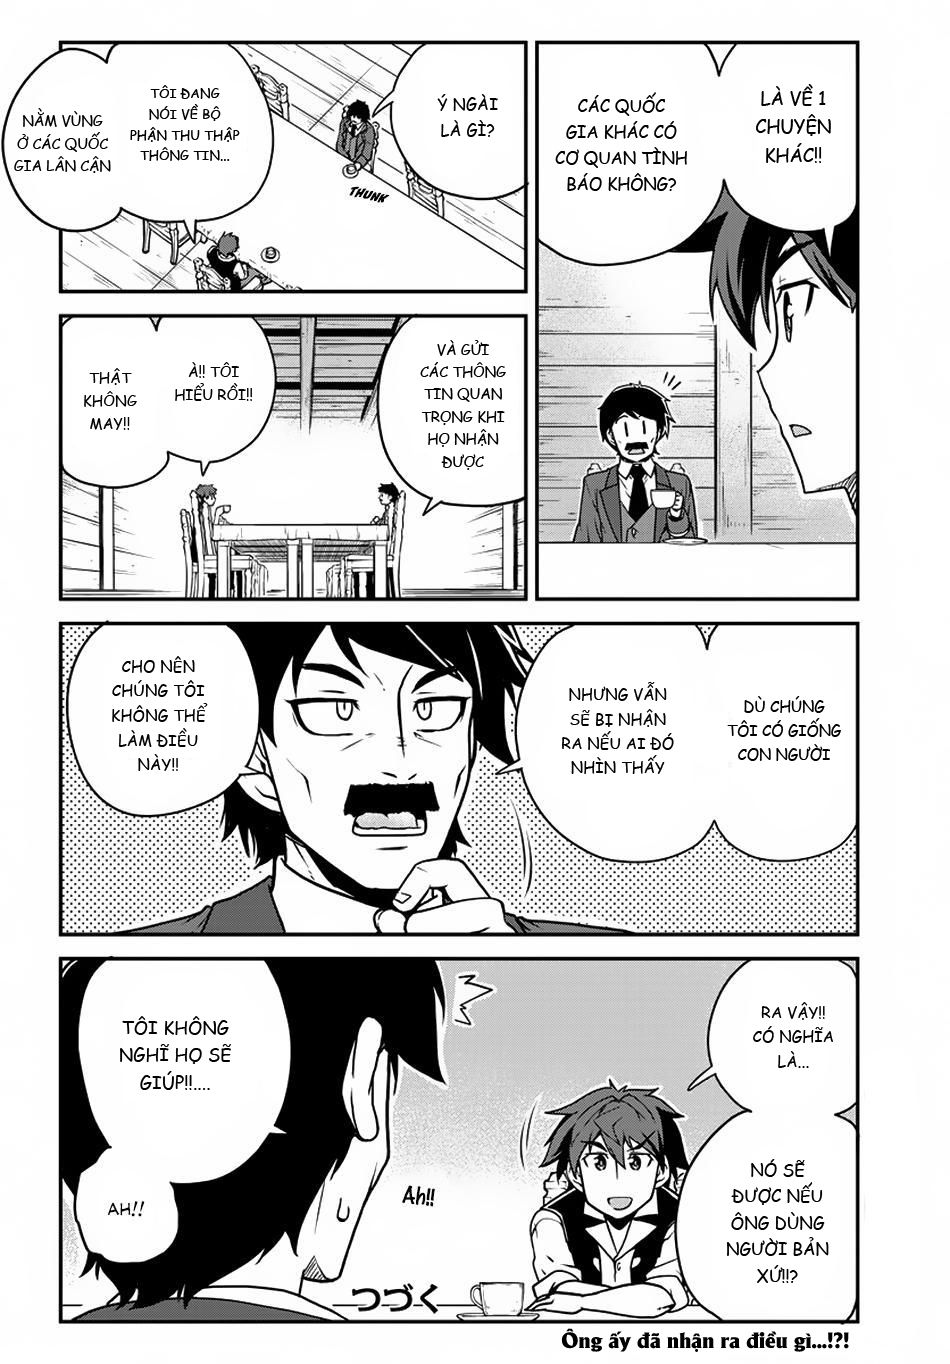 LÀ VỀ 1
CHUYỆN
KHÁC!!
CÁC QUỐC
GIA KHÁC CÓ
CƠ QUAN TÌNH
BÁO KHÔNG?
Ý NGÀI
LÀ GÌ?
THUNK
TÔI ĐANG
NÓI VỀ BỘ
PHẬN THU THẬP
THÔNG TIN...
NẰM VÙNG
Ở CÁC QUỐC
GIA LÂN CẬN
VÀ GỬI
CÁC THÔNG
TIN QUAN
TRỌNG KHI
HỌ NHẬN
ĐƯỢC
À!! TÔI
HIỂU RỒI!!
THẬT
KHÔNG
MAY!!
DÙ CHÚNG
TÔI CÓ GIỐNG
CON NGƯỜI
NHƯNG VẪN
SẼ BỊ NHẬN
RA NẾU AI ĐÓ
NHÌN THẤY
CHO NÊN
CHÚNG TÔI
KHÔNG THỂ
LÀM ĐIỀU
NÀY!!
RA VẬY!!
CÓ NGHĨA
LÀ...
NÓ SẼ
ĐƯỢC NẾU
ÔNG DÙNG
NGƯỜI BẢN
XỨ!!?
Ah!!
TÔI KHÔNG
NGHĨ HỌ SẼ
GIÚP!!....
AH!!
つづく
Ông ấy đã nhận ra điều gì...!?!